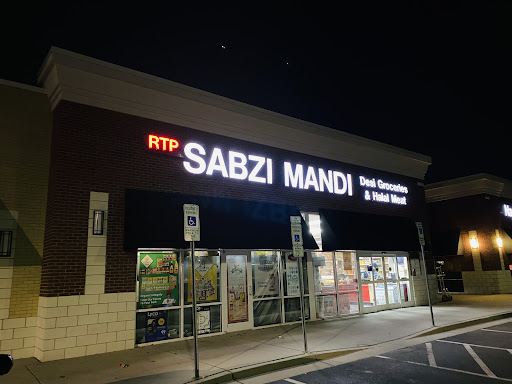 RTP
SABZI MANDI
Desi Groceries
& Halal Meat